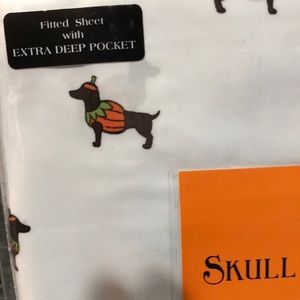 Fitted Sheet
with
EXTRA DEEP POCKET
SKULL